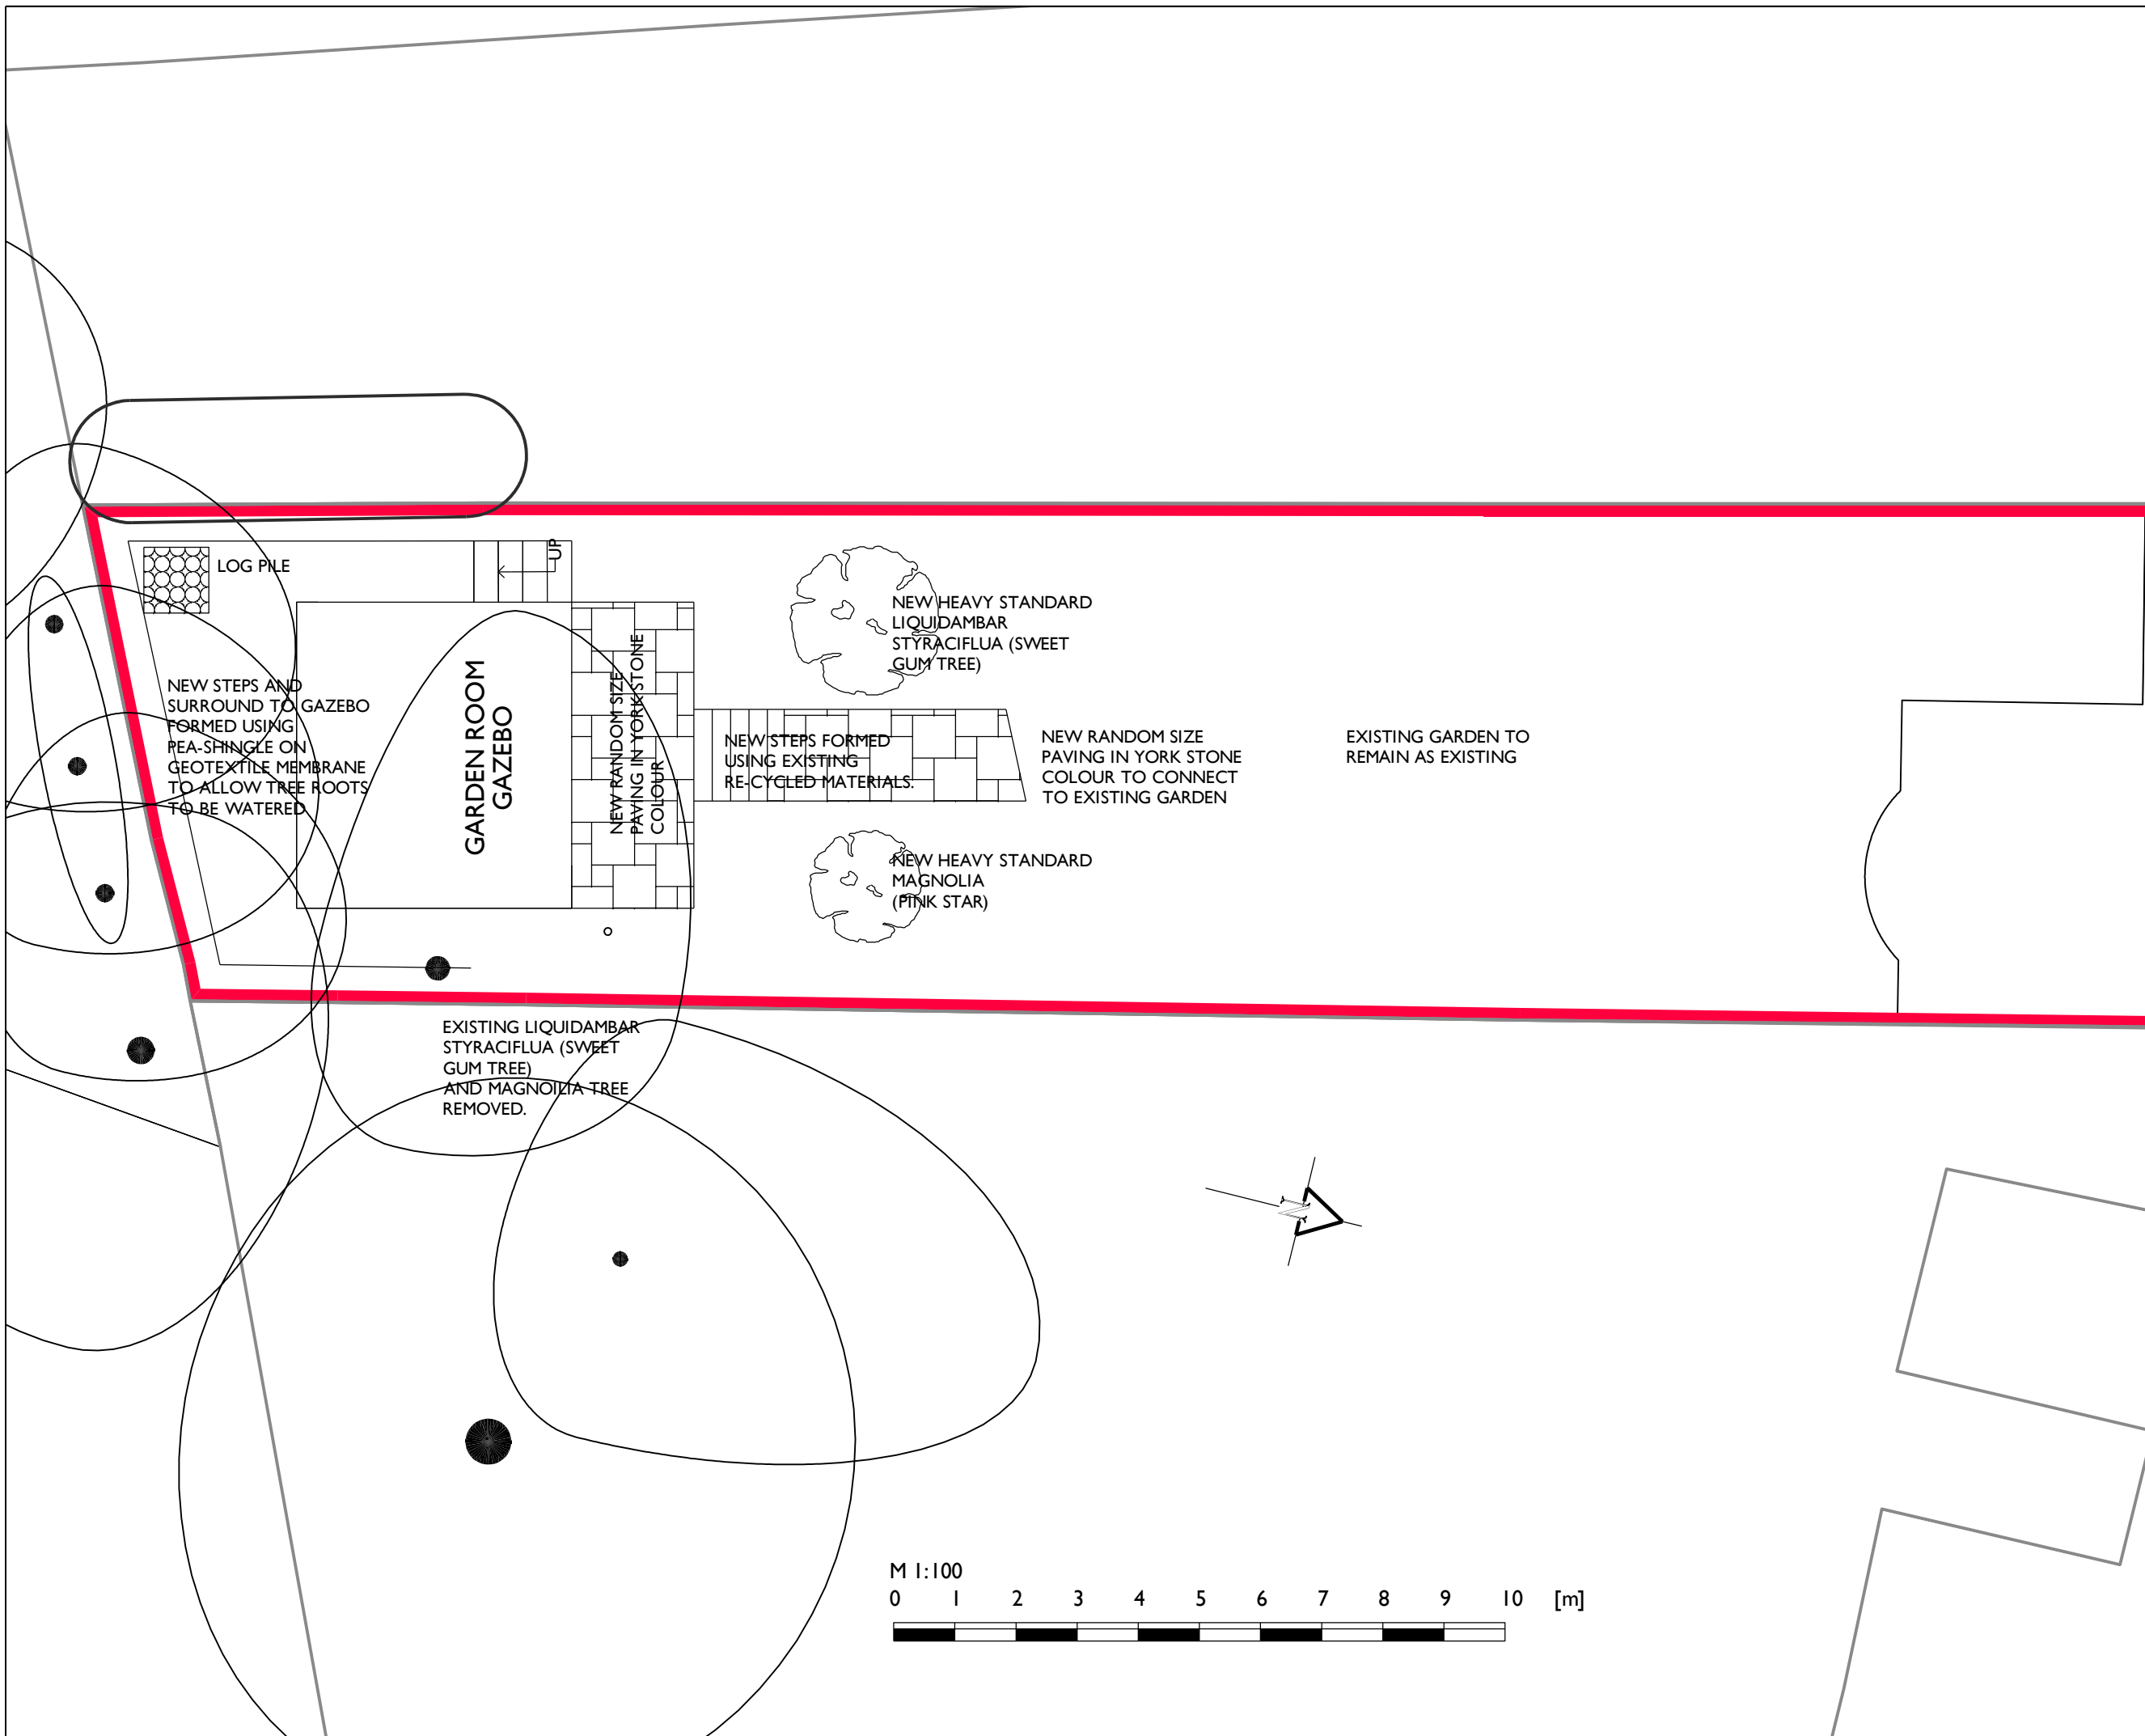 LOG PILE
UP
NEW HEAVY STANDARD
LIQUIDAMBAR
STYRACIFLUA (SWEET
GUM TREE)
NEW STEPS AND
SURROUND TO GAZEBO
FORMED USING
PEA-SHINGLE ON
GEOTEXTILE MEMBRANE
TO ALLOW TREE ROOTS
TO BE WATERED
GARDEN ROOM
GAZEBO
NEW RANDOM SIZE
PAVING IN YORK STONE
COLOUR
NEW STEPS FORMED
USING EXISTING
RE-CYCLED MATERIALS.
NEW RANDOM SIZE
PAVING IN YORK STONE
COLOUR TO CONNECT
TO EXISTING GARDEN
EXISTING GARDEN TO
REMAIN AS EXISTING
NEW HEAVY STANDARD
MAGNOLIA
(PINK STAR)
EXISTING LIQUIDAMBAR
STYRACIFLUA (SWEET
GUM TREE)
AND MAGNOILIA TREE
REMOVED.
N
M 1:100
0 1 2 3 4 5 6 7 8 9 10 [m]